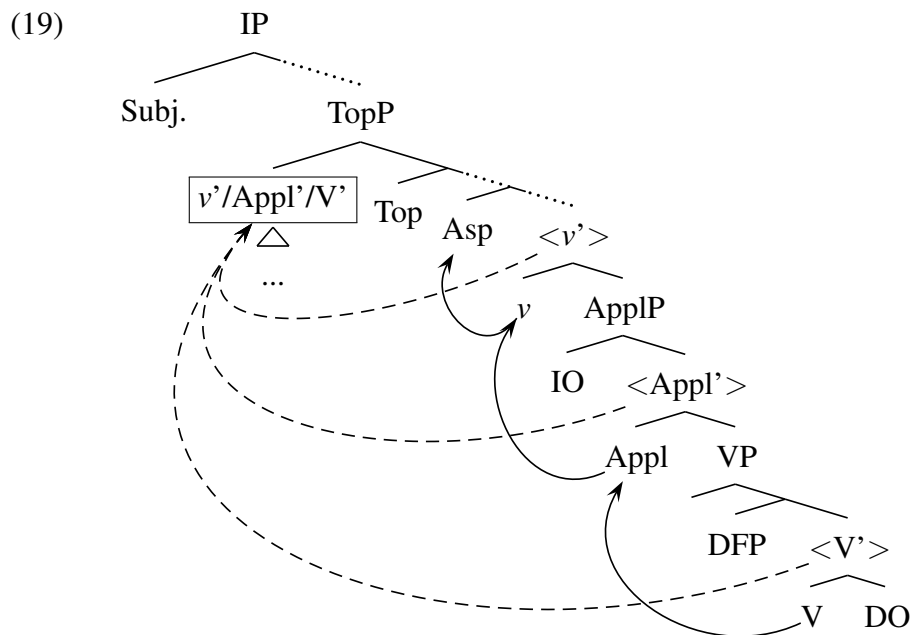 (19) IP
Subj. TopP
v’/Appl’/V’ Top
Asp <v’>
...
v ApplP
IO <Appl’>
Appl VP
DFP <V’>
V DO